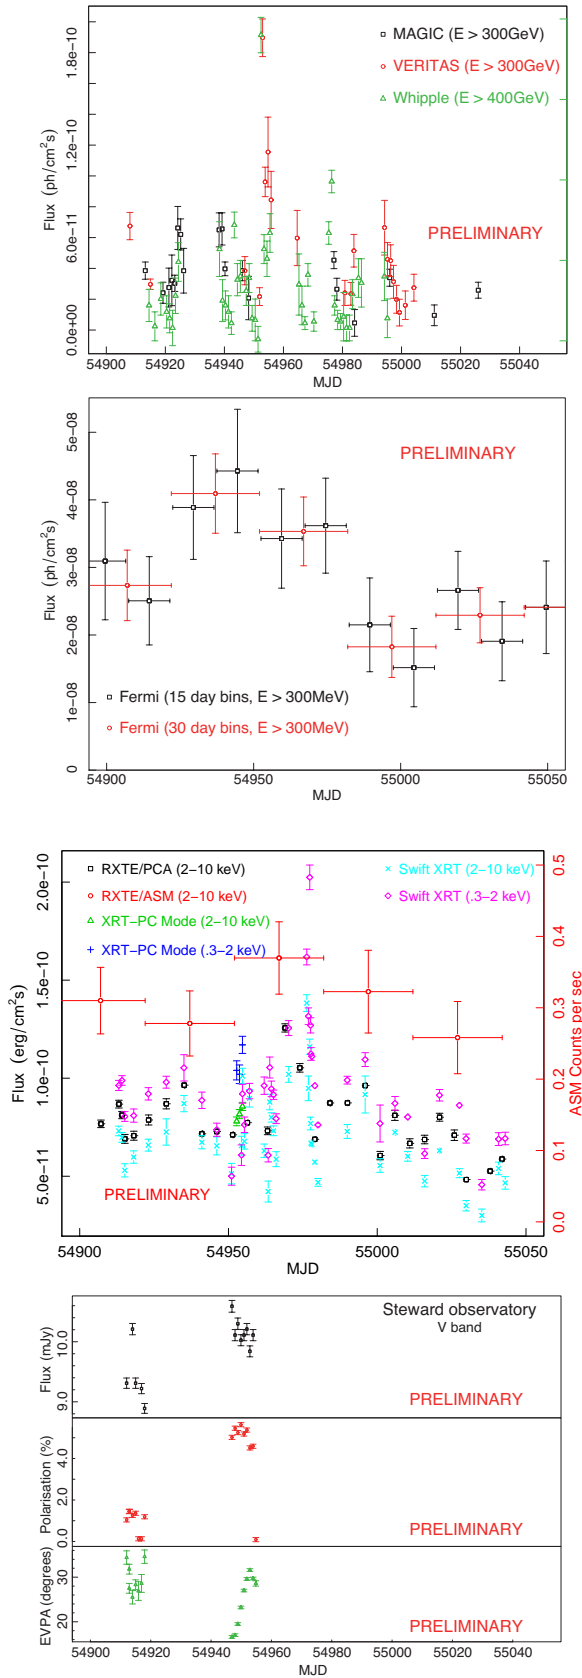 MAGIC (E > 300GeV)
VERITAS (E > 300GeV)
Whipple (E > 400GeV)
PRELIMINARY
Flux (ph/cm^2s)
0.0e+00 6.0e−11 1.2e−10 1.8e−10
54900 54920 54940 54960 54980 55000 55020 55040
MJD
PRELIMINARY
Flux (ph/cm^2s)
0 1e−08 2e−08 3e−08 4e−08 5e−08
Fermi (15 day bins, E > 300MeV)
Fermi (30 day bins, E > 300MeV)
54900 54950 55000 55050
MJD
RXTE/PCA (2−10 keV)
RXTE/ASM (2−10 keV)
XRT−PC Mode (2−10 keV)
XRT−PC Mode (.3−2 keV)
Swift XRT (2−10 keV)
Swift XRT (.3−2 keV)
Flux (erg/cm^2s)
5.0e−11 1.0e−10 1.5e−10 2.0e−10
ASM Counts per sec
0.0 0.1 0.2 0.3 0.4 0.5
PRELIMINARY
54900 54950 55000 55050
MJD
Steward observatory
V band
Flux (mJy)
9.0 10.0
PRELIMINARY
Polarisation (%)
0.0 2.0 4.0
PRELIMINARY
EVPA (degrees)
20 30
PRELIMINARY
54900 54920 54940 54960 54980 55000 55020 55040
MJD